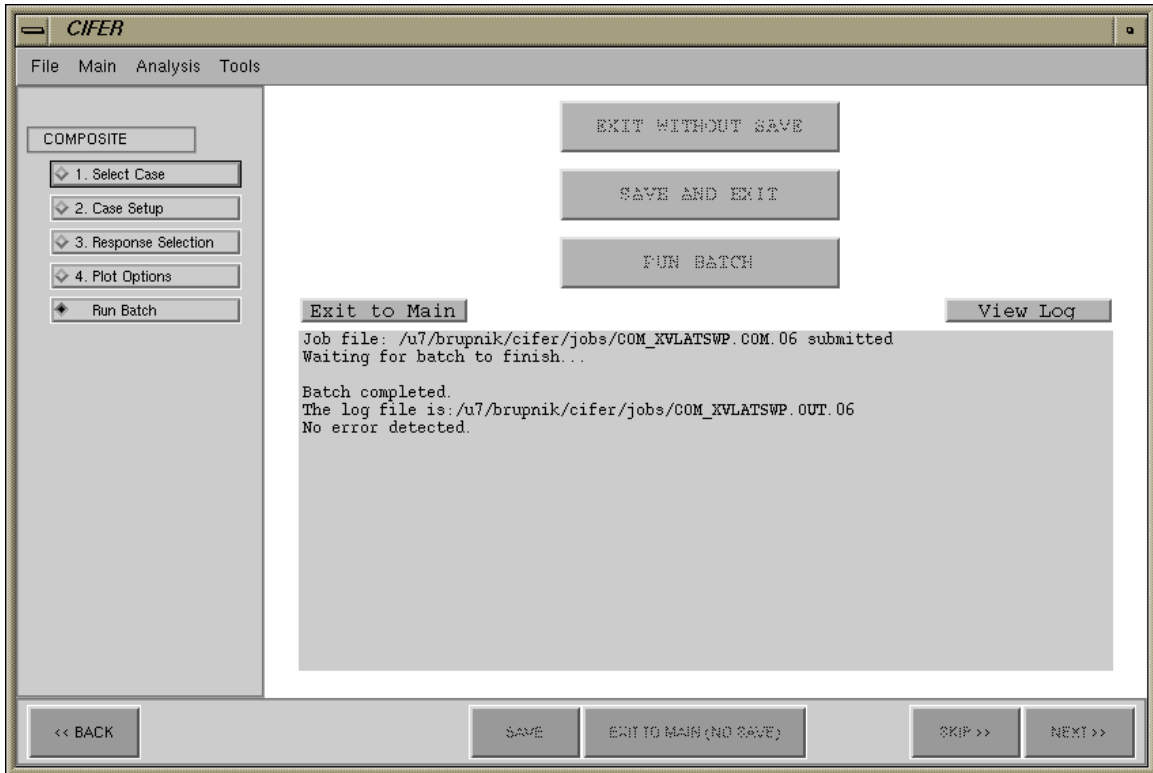 CIFER
File Main Analysis Tools
COMPOSITE
1. Select Case
2. Case Setup
3. Response Selection
4. Plot Options
Run Batch
EXIT WITHOUT SAVE
SAVE AND EXIT
RUN BATCH
Exit to Main
View Log
Job file: /u7/brupnik/cifer/jobs/COM_XVLATSWP.COM.06 submitted
Waiting for batch to finish...
Batch completed.
The log file is:/u7/brupnik/cifer/jobs/COM_XVLATSWP.OUT.06
No error detected.
<< BACK
SAVE
EXIT TO MAIN (NO SAVE)
SKIP >>
NEXT >>